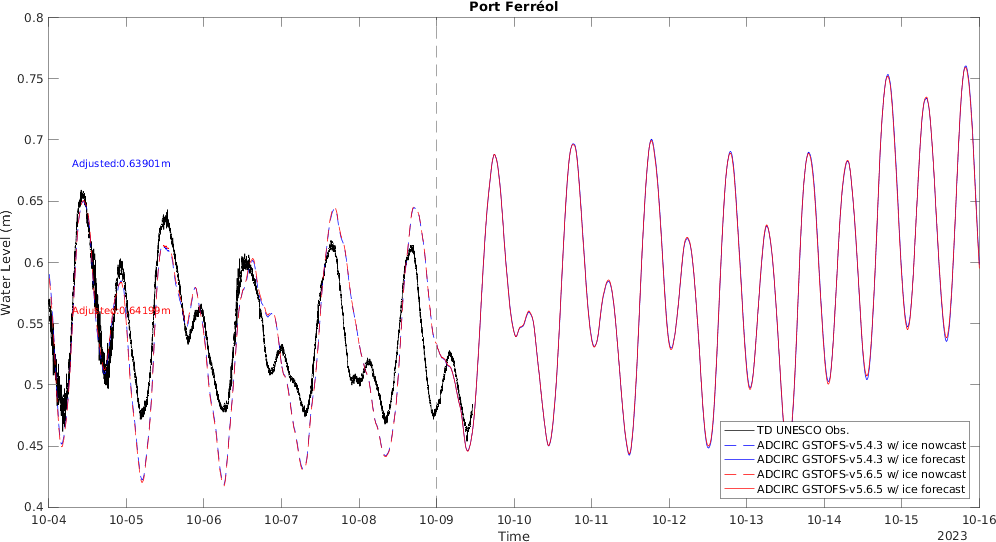 Port Ferréol
0.8
0.75
0.7
0.65
0.6
0.55
0.5
0.45
0.4
Water Level (m)
Adjusted:0.63901m
Adjusted:0.64199m
TD UNESCO Obs.
ADCIRC GSTOFS-v5.4.3 w/ ice nowcast
ADCIRC GSTOFS-v5.4.3 w/ ice forecast
ADCIRC GSTOFS-v5.6.5 w/ ice nowcast
ADCIRC GSTOFS-v5.6.5 w/ ice forecast
10-04 10-05 10-06 10-07 10-08 10-09 10-10 10-11 10-12 10-13 10-14 10-15 10-16
Time
2023